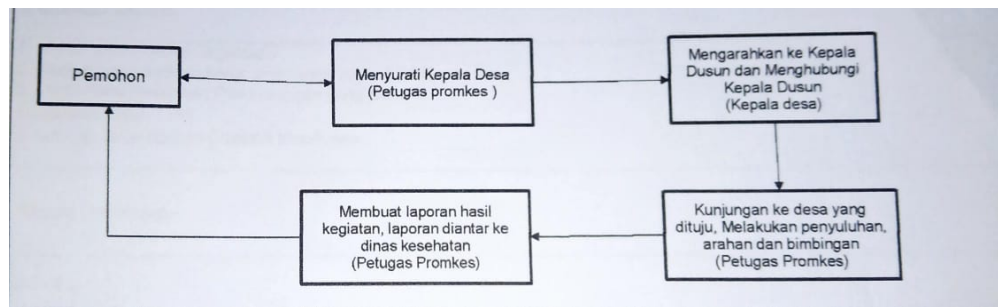 Pemohon
Menyurati Kepala Desa
(Petugas promkes )
Mengarahkan ke Kepala
Dusun dan Menghubungi
Kepala Dusun
(Kepala desa)
Kunjungan ke desa yang
dituju, Melakukan penyuluhan,
arahan dan bimbingan
(Petugas Promkes)
Membuat laporan hasil
kegiatan, laporan diantar ke
dinas kesehatan
(Petugas Promkes)